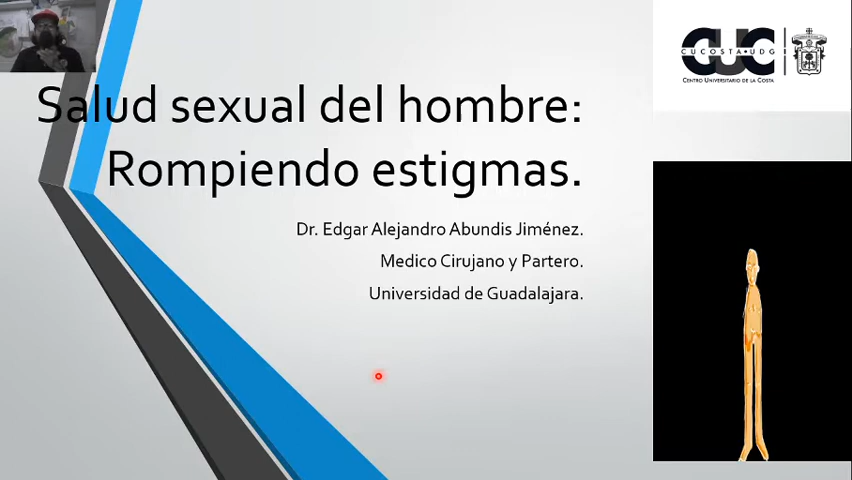 Salud sexual del hombre:
Rompiendo estigmas.
Dr. Edgar Alejandro Abundis Jiménez.
Medico Cirujano y Partero.
Universidad de Guadalajara.
CUC
CUCOSTA•UDG
CENTRO UNIVERSITARIO DE LA COSTA